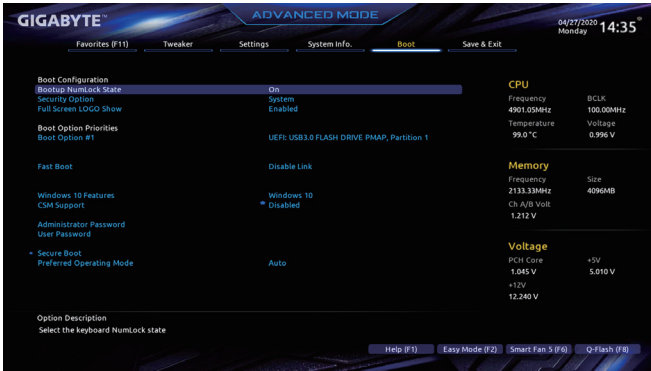 GIGABYTE™
ADVANCED MODE
04/27/2020
Monday
14:35
Favorites (F11) Tweaker Settings System Info. Boot Save & Exit
Boot Configuration
Bootup NumLock State On
Security Option System
Full Screen LOGO Show Enabled
Boot Option Priorities
Boot Option #1 UEFI: USB3.0 FLASH DRIVE PMAP, Partition 1
Fast Boot Disable Link
Windows 10 Features Windows 10
CSM Support Disabled
Administrator Password
User Password
Secure Boot
Preferred Operating Mode Auto
CPU
Frequency BCLK
4901.05MHz 100.00MHz
Temperature Voltage
99.0 °C 0.996 V
Memory
Frequency Size
2133.33MHz 4096MB
Ch A/B Volt
1.212 V
Voltage
PCH Core +5V
1.045 V 5.010 V
+12V
12.240 V
Option Description
Select the keyboard NumLock state
Help (F1) Easy Mode (F2) Smart Fan 5 (F6) Q-Flash (F8)